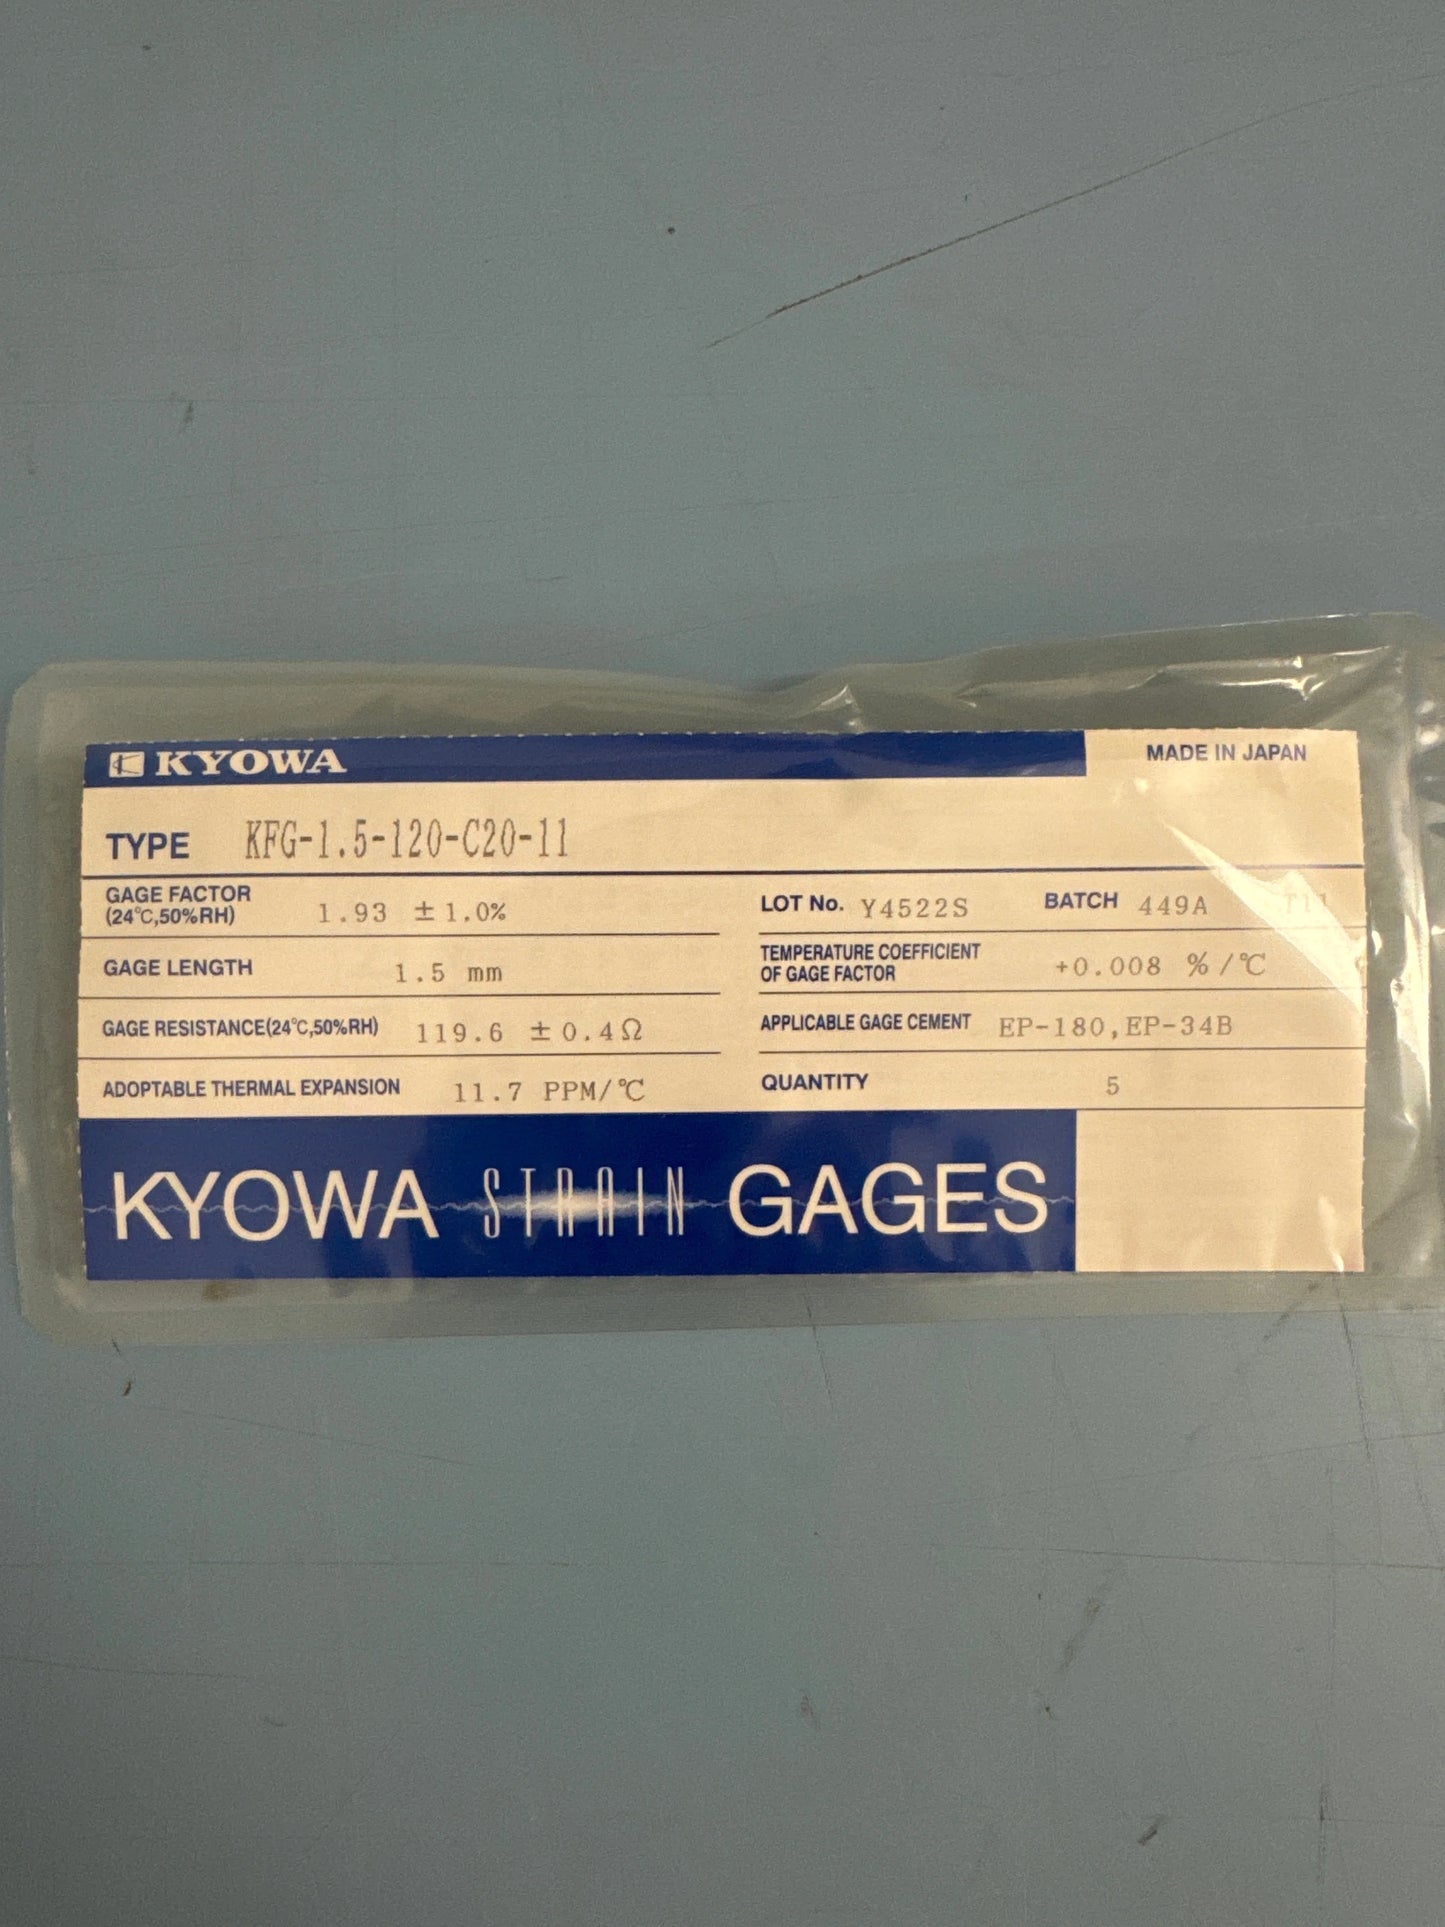 KYOWA
MADE IN JAPAN
TYPE KFG-1.5-120-C20-11
GAGE FACTOR
(24℃,50%RH) 1.93 ±1.0%
LOT No. Y4522S BATCH 449A T11
GAGE LENGTH 1.5 mm
TEMPERATURE COEFFICIENT
OF GAGE FACTOR +0.008 %/℃
GAGE RESISTANCE(24℃,50%RH) 119.6 ±0.4Ω
APPLICABLE GAGE CEMENT EP-180,EP-34B
ADOPTABLE THERMAL EXPANSION 11.7 PPM/℃
QUANTITY 5
KYOWA STRAIN GAGES